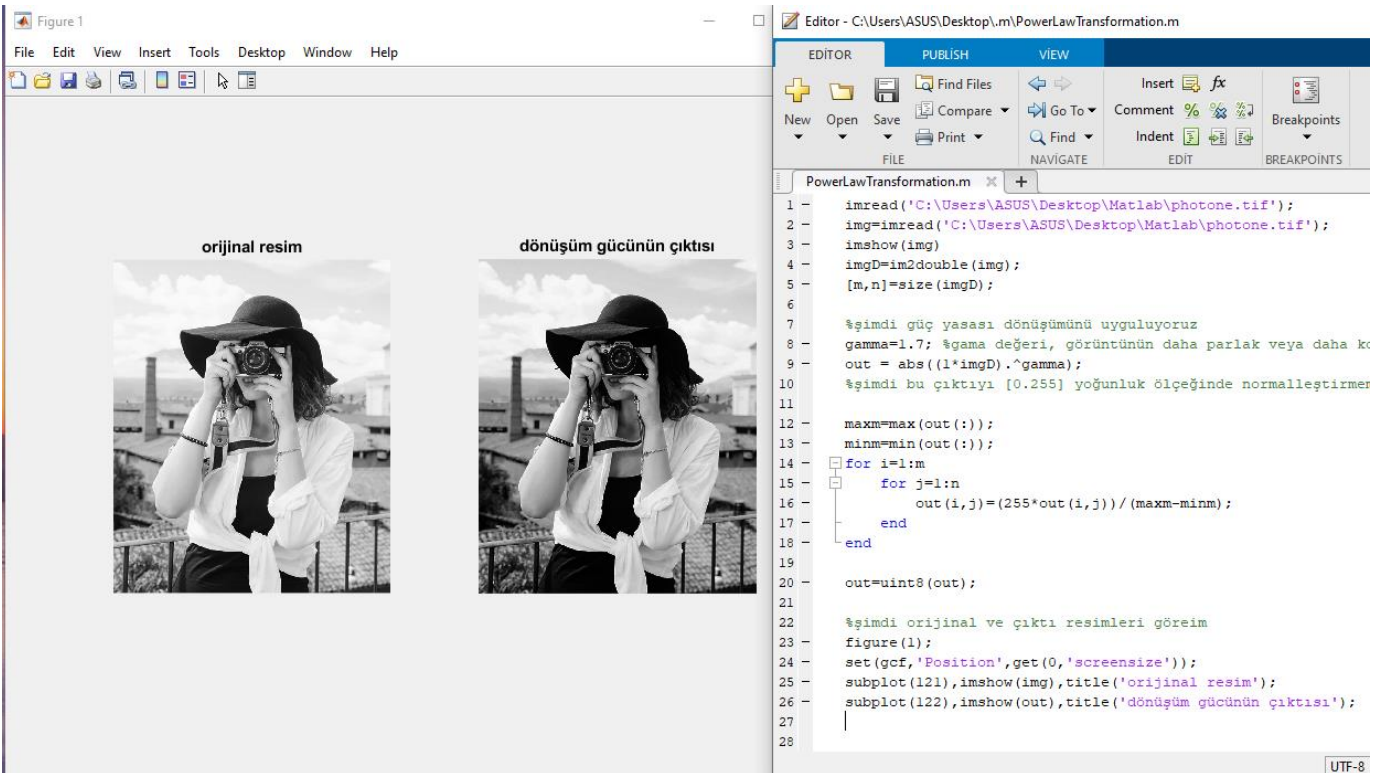 Figure 1
File Edit View Insert Tools Desktop Window Help
orijinal resim
dönüşüm gücünün çıktısı
Editor - C:\Users\ASUS\Desktop\.m\PowerLawTransformation.m
EDİTOR PUBLİSH VİEW
New Open Save
Find Files
Compare
Print
FİLE
Go To
Find
NAVİGATE
Insert fx
Comment
Indent
EDİT
Breakpoints
BREAKPOİNTS
PowerLawTransformation.m
1 imread('C:\Users\ASUS\Desktop\Matlab\photone.tif');
2 img=imread('C:\Users\ASUS\Desktop\Matlab\photone.tif');
3 imshow(img)
4 imgD=im2double(img);
5 [m,n]=size(imgD);
6
7 %şimdi güç yasası dönüşümünü uyguluyoruz
8 gamma=1.7; %gama değeri, görüntünün daha parlak veya daha ko
9 out = abs((1*imgD).^gamma);
10 %şimdi bu çıktıyı [0.255] yoğunluk ölçeğinde normalleştirmen
11
12 maxm=max(out(:));
13 minm=min(out(:));
14 for i=1:m
15 for j=1:n
16 out(i,j)=(255*out(i,j))/(maxm-minm);
17 end
18 end
19
20 out=uint8(out);
21
22 %şimdi orijinal ve çıktı resimleri göreim
23 figure(1);
24 set(gcf,'Position',get(0,'screensize'));
25 subplot(121),imshow(img),title('orijinal resim');
26 subplot(122),imshow(out),title('dönüşüm gücünün çıktısı');
27
28
UTF-8